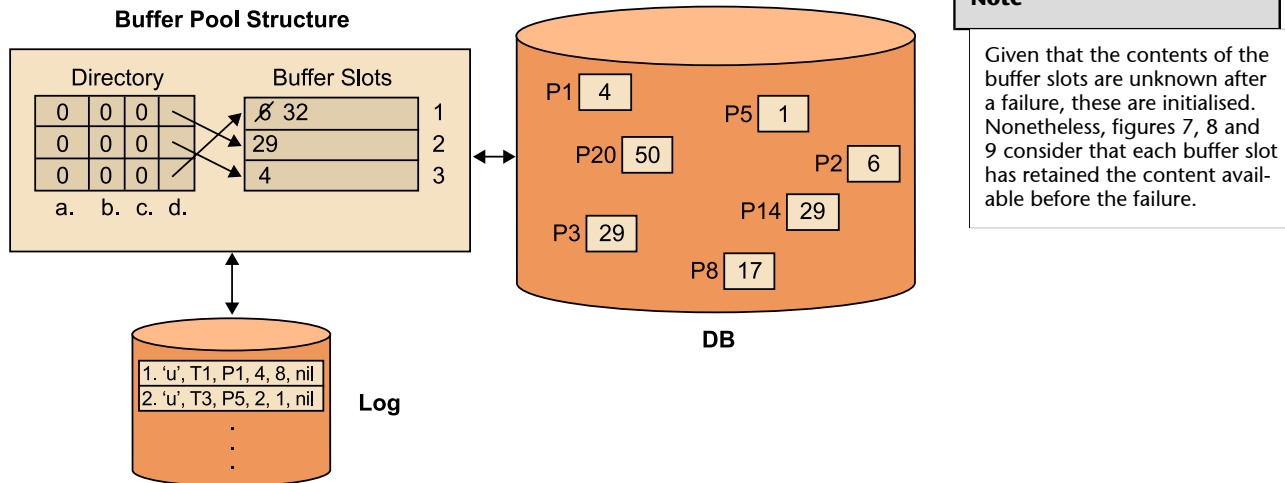 Buffer Pool Structure
Directory
Buffer Slots
0 0 0
0 0 0
0 0 0
a. b. c. d.
6 32 1
29 2
4 3
P1 4
P5 1
P20 50
P2 6
P14 29
P3 29
P8 17
DB
1. ‘u’, T1, P1, 4, 8, nil
2. ‘u’, T3, P5, 2, 1, nil
.
.
.
Log
Note
Given that the contents of the
buffer slots are unknown after
a failure, these are initialised.
Nonetheless, figures 7, 8 and
9 consider that each buffer slot
has retained the content avail-
able before the failure.